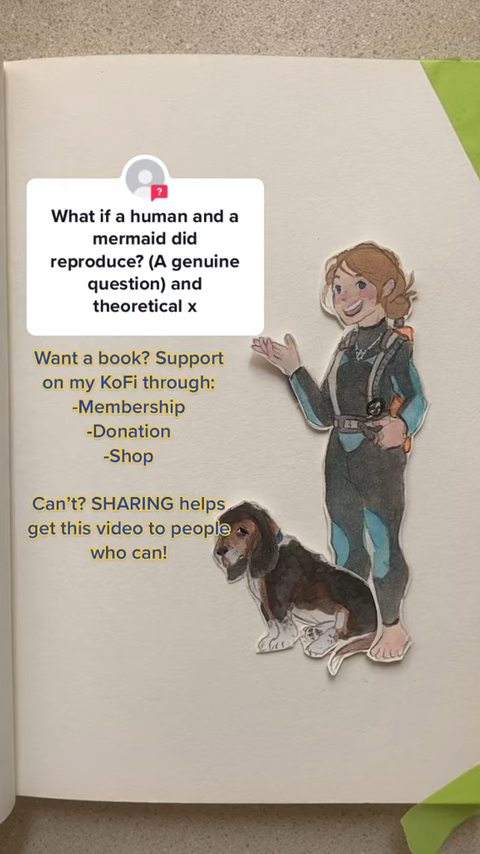 ?
What if a human and a
mermaid did
reproduce? (A genuine
question) and
theoretical x
Want a book? Support
on my KoFi through:
-Membership
-Donation
-Shop
Can't? SHARING helps
get this video to people
who can!